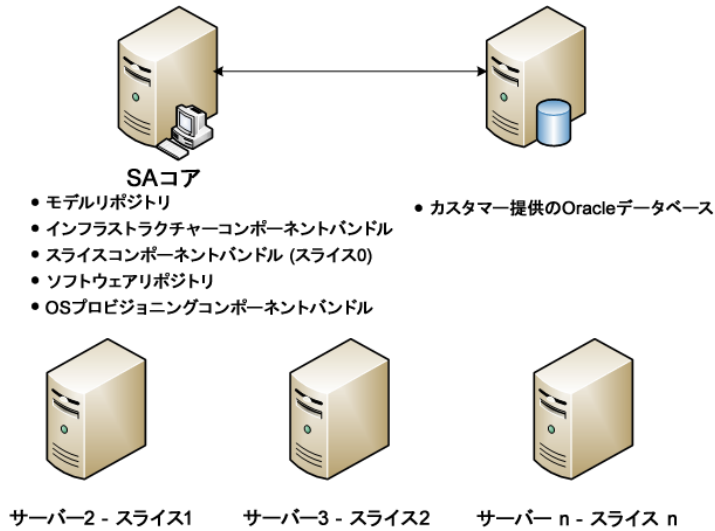 SAコア
• モデルリポジトリ
• インフラストラクチャーコンポーネントバンドル
• スライスコンポーネントバンドル (スライス0)
• ソフトウェアリポジトリ
• OSプロビジョニングコンポーネントバンドル
• カスタマー提供のOracleデータベース
サーバー2 - スライス1
サーバー3 - スライス2
サーバー n - スライス n